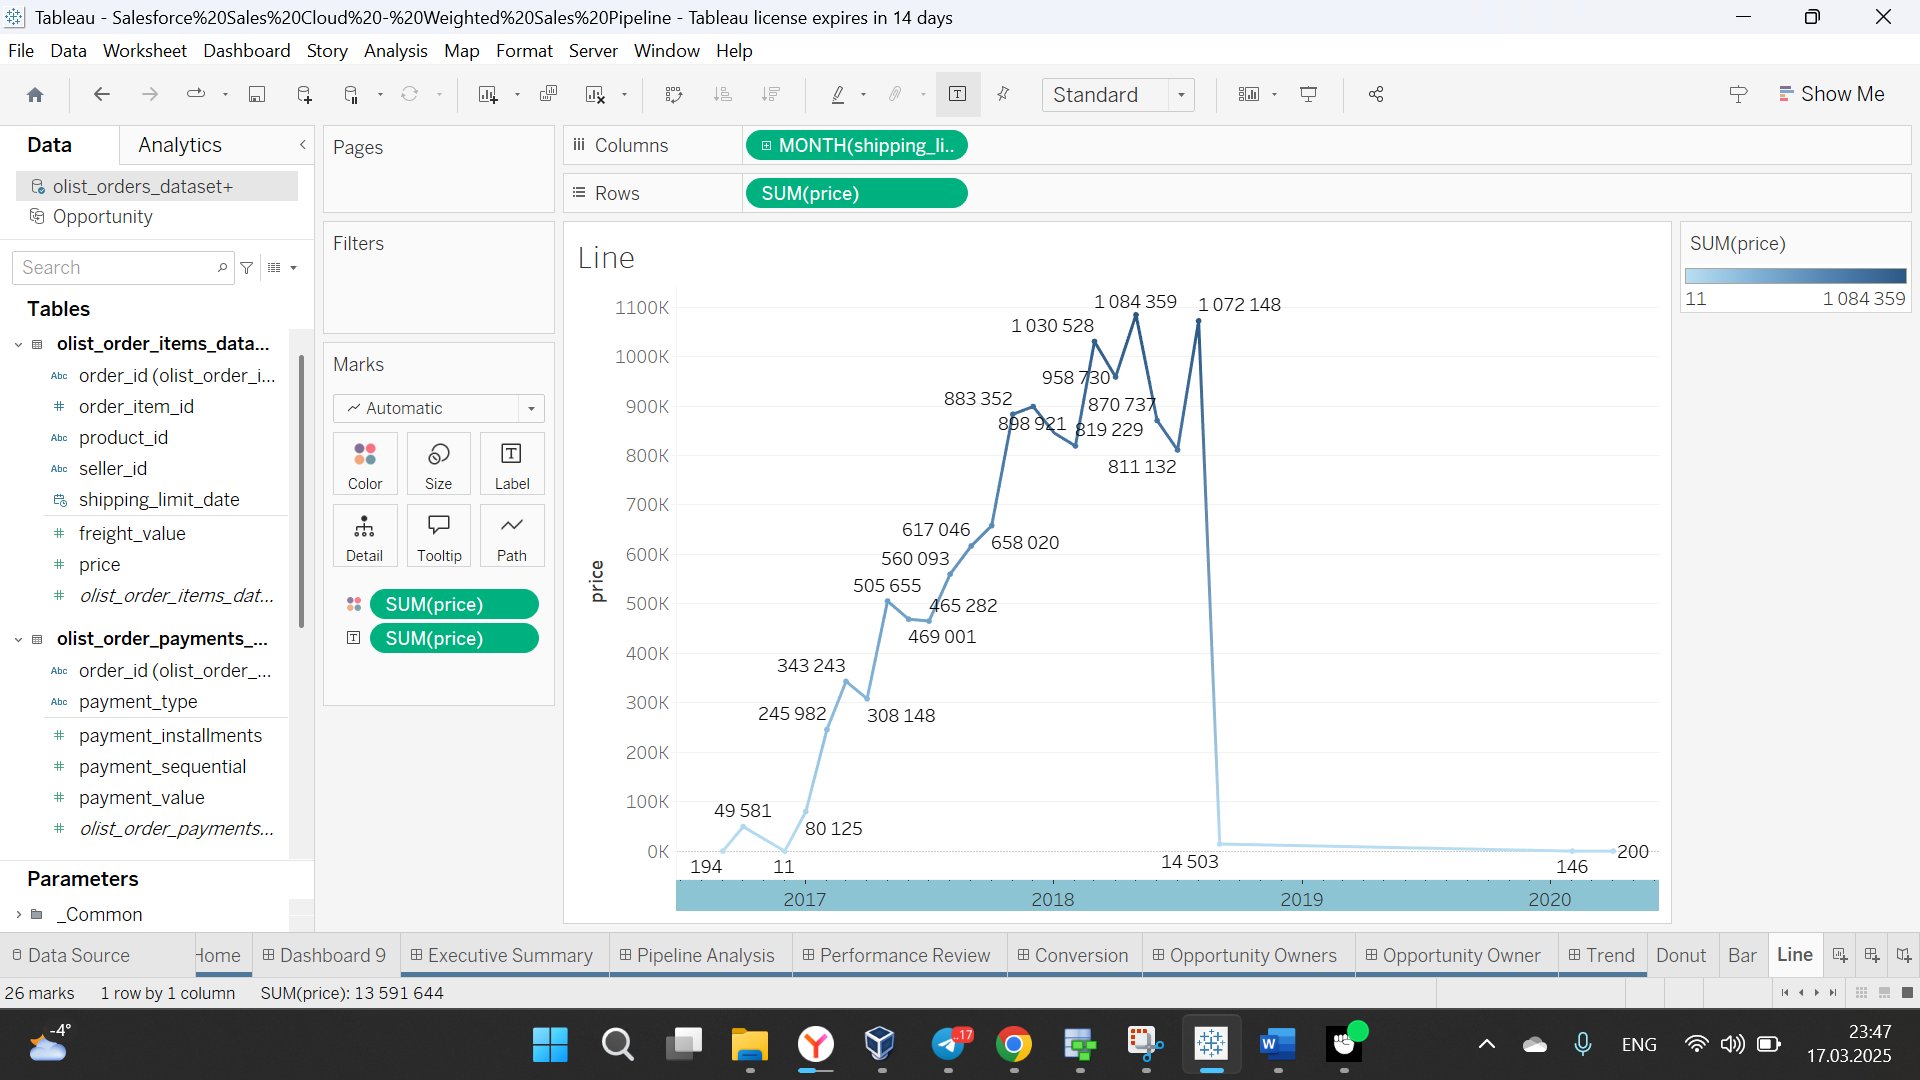 Tableau - Salesforce%20Sales%20Cloud%20-%20Weighted%20Sales%20Pipeline - Tableau license expires in 14 days
File Data Worksheet Dashboard Story Analysis Map Format Server Window Help
Standard
Show Me
Data
Analytics
olist_orders_dataset+
Opportunity
Search
Tables
olist_order_items_data...
Abc order_id (olist_order_i...
# order_item_id
Abc product_id
Abc seller_id
shipping_limit_date
# freight_value
# price
# olist_order_items_dat...
olist_order_payments_...
Abc order_id (olist_order_...
Abc payment_type
# payment_installments
# payment_sequential
# payment_value
# olist_order_payments...
Parameters
_Common
Pages
Filters
Marks
Automatic
Color
Size
Label
Detail
Tooltip
Path
SUM(price)
SUM(price)
Columns
MONTH(shipping_li..
Rows
SUM(price)
Line
price
1100K
1000K
900K
800K
700K
600K
500K
400K
300K
200K
100K
0K
194
49 581
11
80 125
245 982
343 243
308 148
505 655
469 001
465 282
560 093
617 046
658 020
883 352
898 921
819 229
1 030 528
958 730
1 084 359
870 737
811 132
1 072 148
14 503
146
200
2017
2018
2019
2020
SUM(price)
11
1 084 359
Data Source
Home
Dashboard 9
Executive Summary
Pipeline Analysis
Performance Review
Conversion
Opportunity Owners
Opportunity Owner
Trend
Donut
Bar
Line
26 marks
1 row by 1 column
SUM(price): 13 591 644
-4°
..17
ENG
23:47
17.03.2025